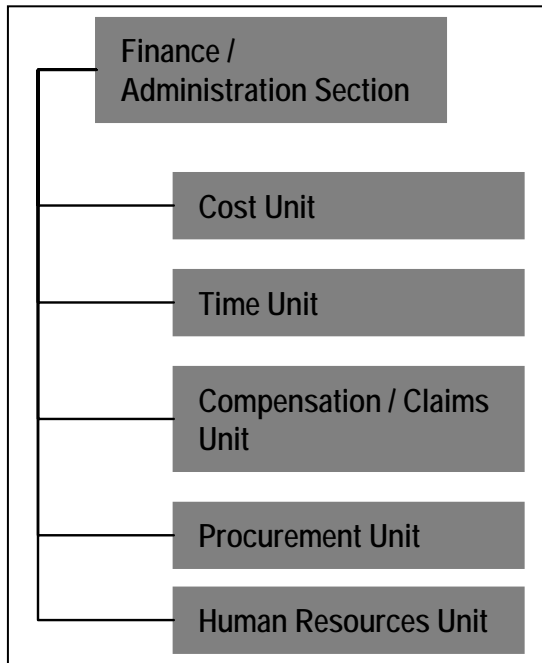 Finance /
Administration Section
Cost Unit
Time Unit
Compensation / Claims
Unit
Procurement Unit
Human Resources Unit